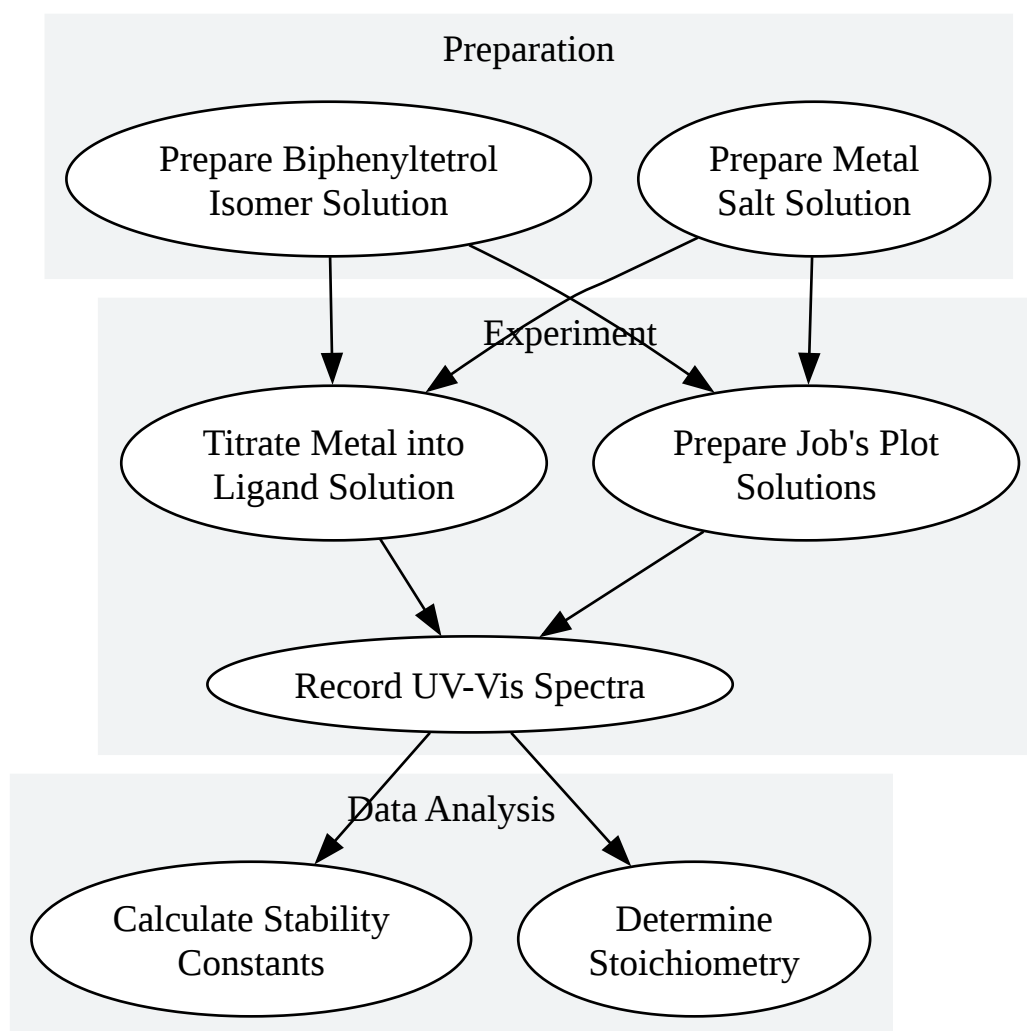 Preparation
Prepare Biphenyltetrol
Isomer Solution
Prepare Metal
Salt Solution
Experiment
Titrate Metal into
Ligand Solution
Prepare Job's Plot
Solutions
Record UV-Vis Spectra
Data Analysis
Calculate Stability
Constants
Determine
Stoichiometry